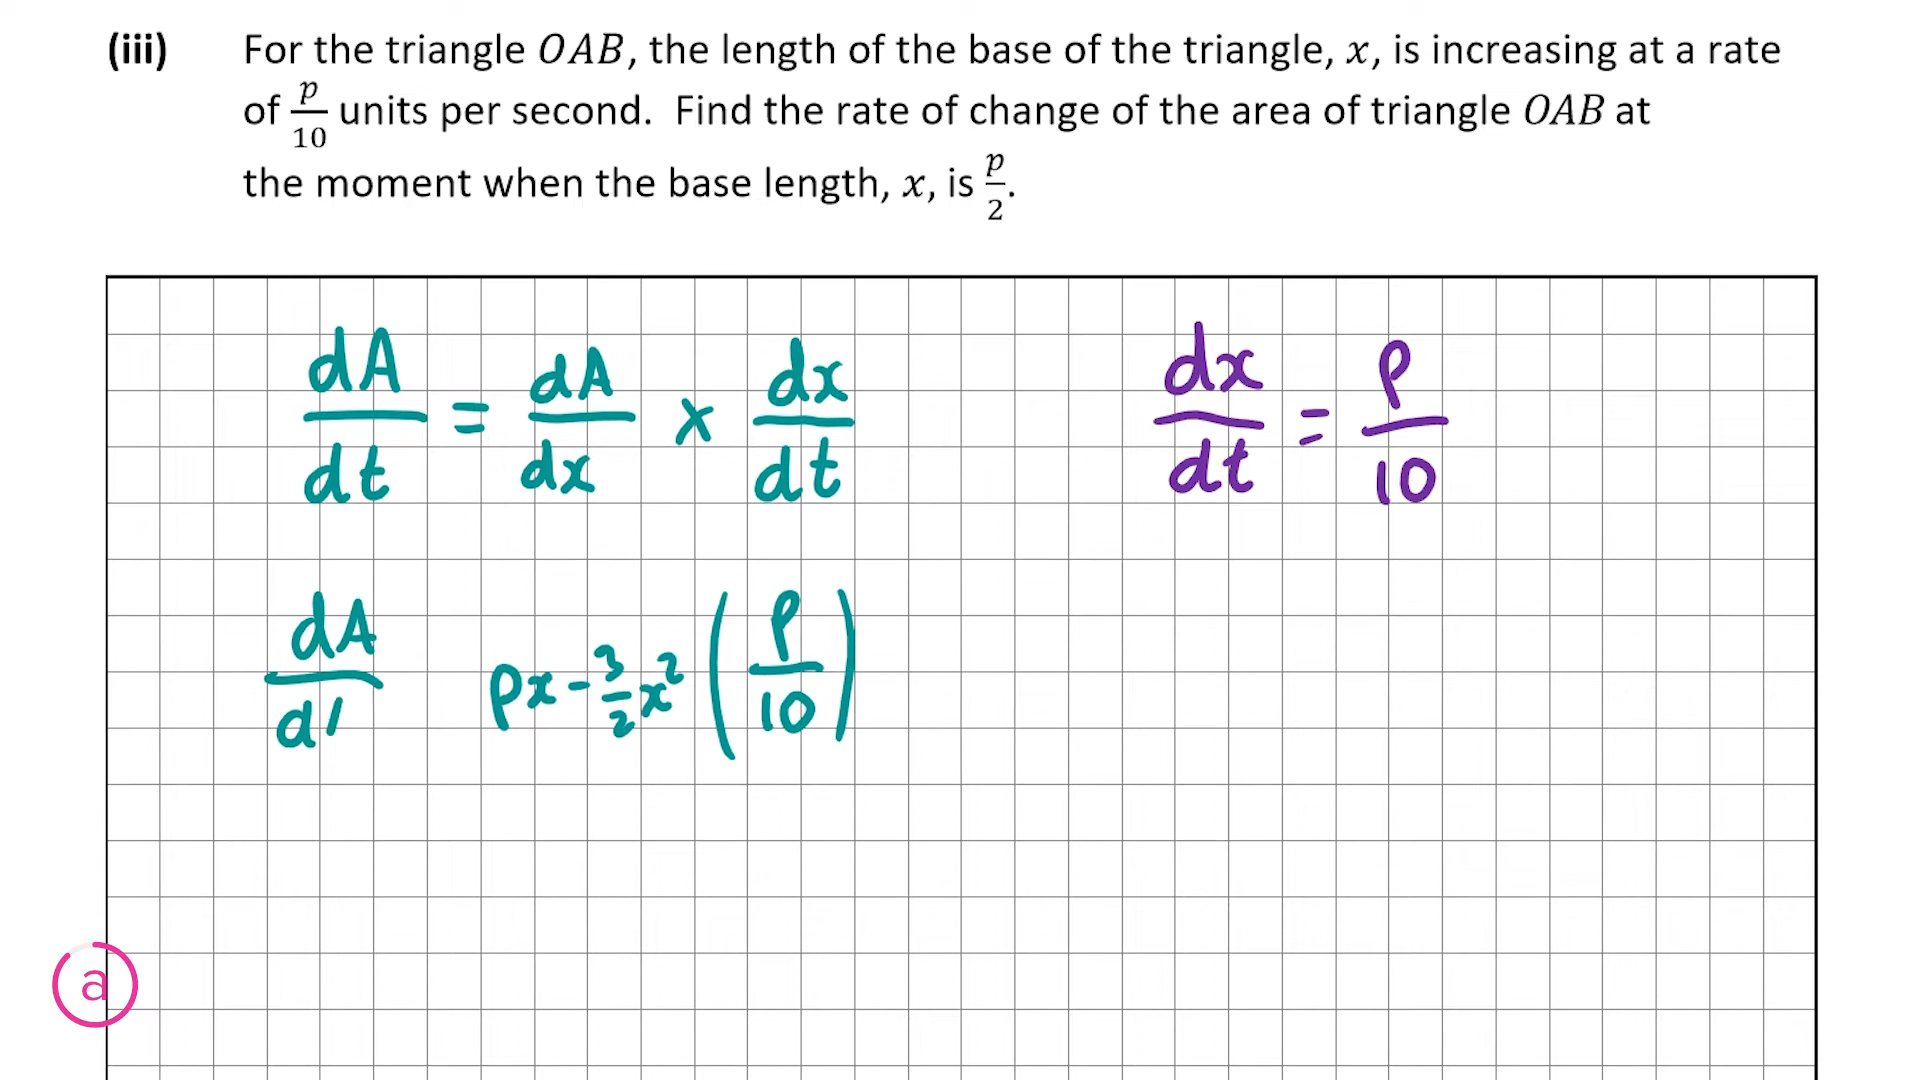 (iii) For the triangle OAB, the length of the base of the triangle, x, is increasing at a rate
of p/10 units per second. Find the rate of change of the area of triangle OAB at
the moment when the base length, x, is p/2.
dA/dt = dA/dx × dx/dt
dx/dt = p/10
dA/d px - 3/2 x² (p/10)
a